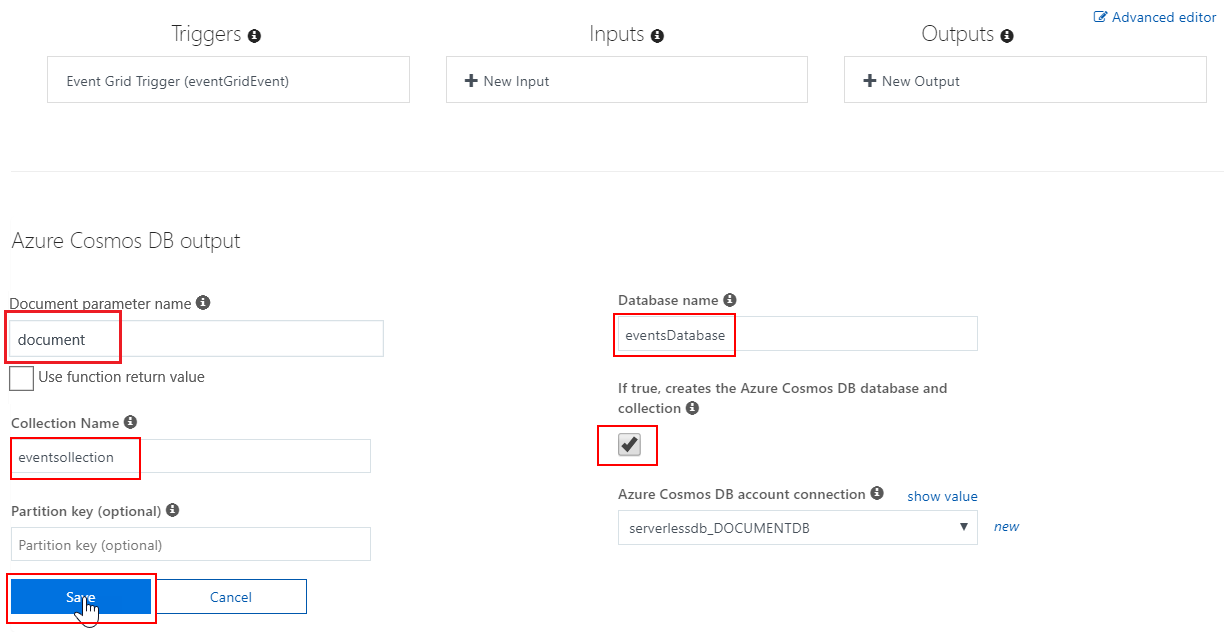 Advanced editor
Triggers
Inputs
Outputs
Event Grid Trigger (eventGridEvent)
New Input
New Output
Azure Cosmos DB output
Document parameter name
document
Use function return value
Collection Name
eventsollection
Partition key (optional)
Partition key (optional)
Save
Cancel
Database name
eventsDatabase
If true, creates the Azure Cosmos DB database and
collection
Azure Cosmos DB account connection
show value
serverlessdb_DOCUMENTDB
new